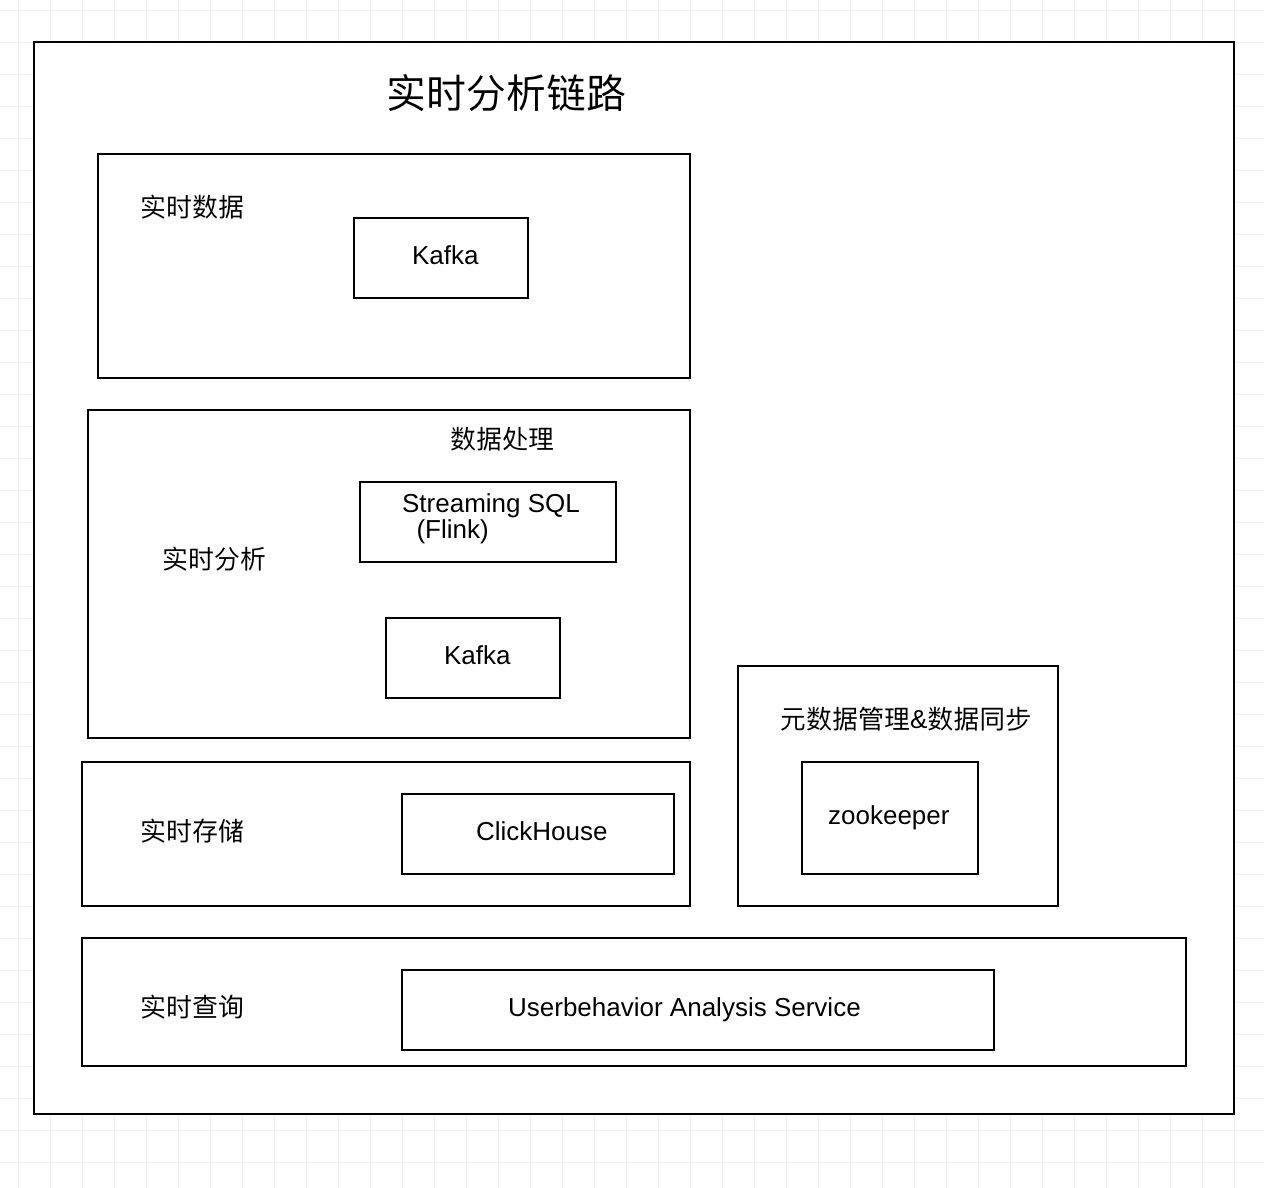 实时分析链路
实时数据
Kafka
数据处理
Streaming SQL
(Flink)
实时分析
Kafka
元数据管理&数据同步
zookeeper
实时存储
ClickHouse
实时查询
Userbehavior Analysis Service